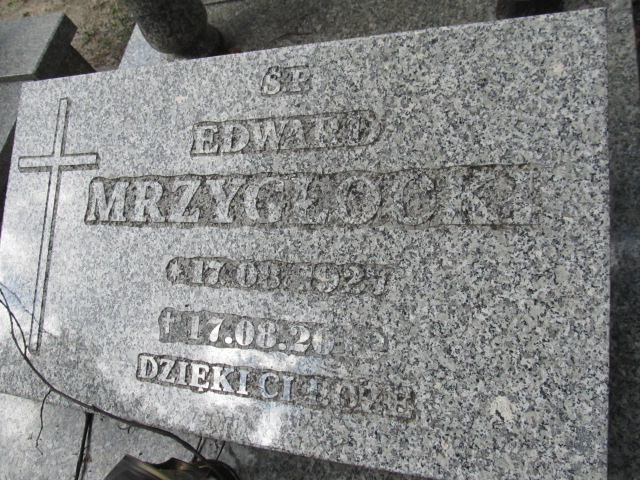 ŚP
EDWARD
MRZYGŁOCKI
*17.08.1927
DZIĘKI CI BOŻE